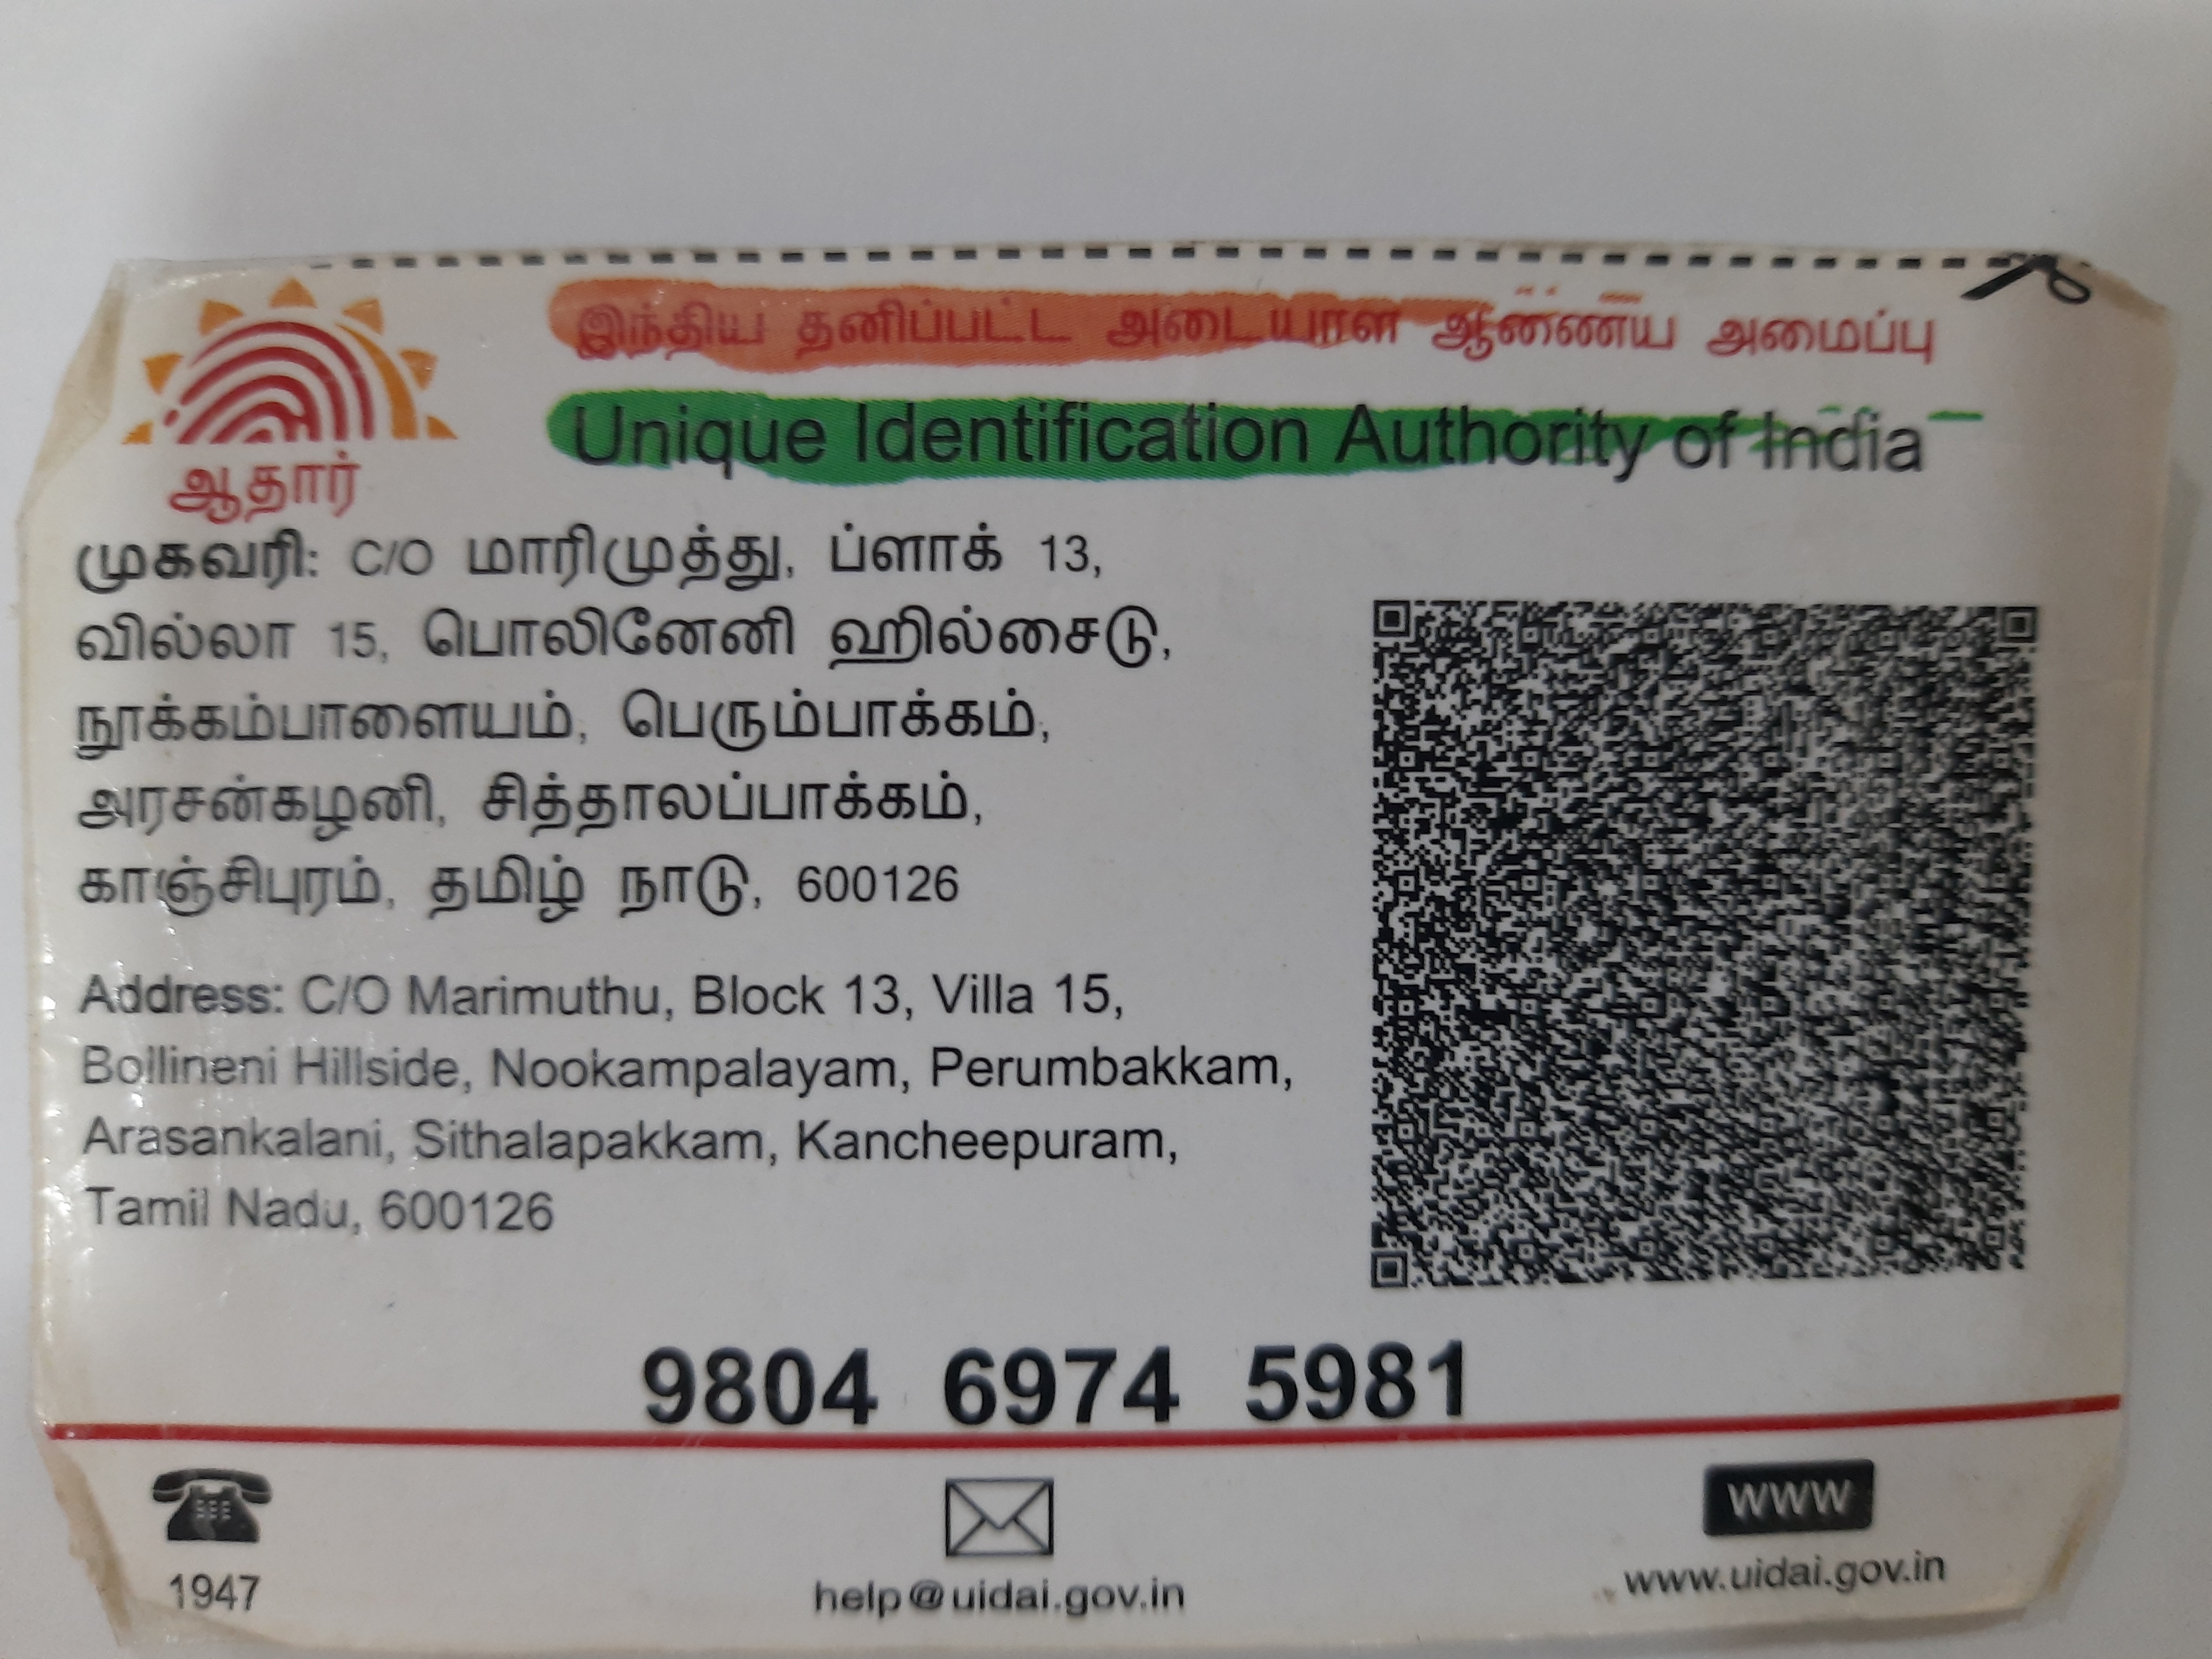 இந்திய தனிப்பட்ட அடையாள ஆணைய அமைப்பு
Unique Identification Authority of India
ஆதார்
முகவரி: C/O மாரிமுத்து, ப்ளாக் 13,
வில்லா 15, பொலினேனி ஹில்சைடு,
நூக்கம்பாளையம், பெரும்பாக்கம்,
அரசன்கழனி, சித்தாலப்பாக்கம்,
காஞ்சிபுரம், தமிழ் நாடு, 600126
Address: C/O Marimuthu, Block 13, Villa 15,
Bollineni Hillside, Nookampalayam, Perumbakkam,
Arasankalani, Sithalapakkam, Kancheepuram,
Tamil Nadu, 600126
9804 6974 5981
WWW
1947
help@uidai.gov.in
www.uidai.gov.in